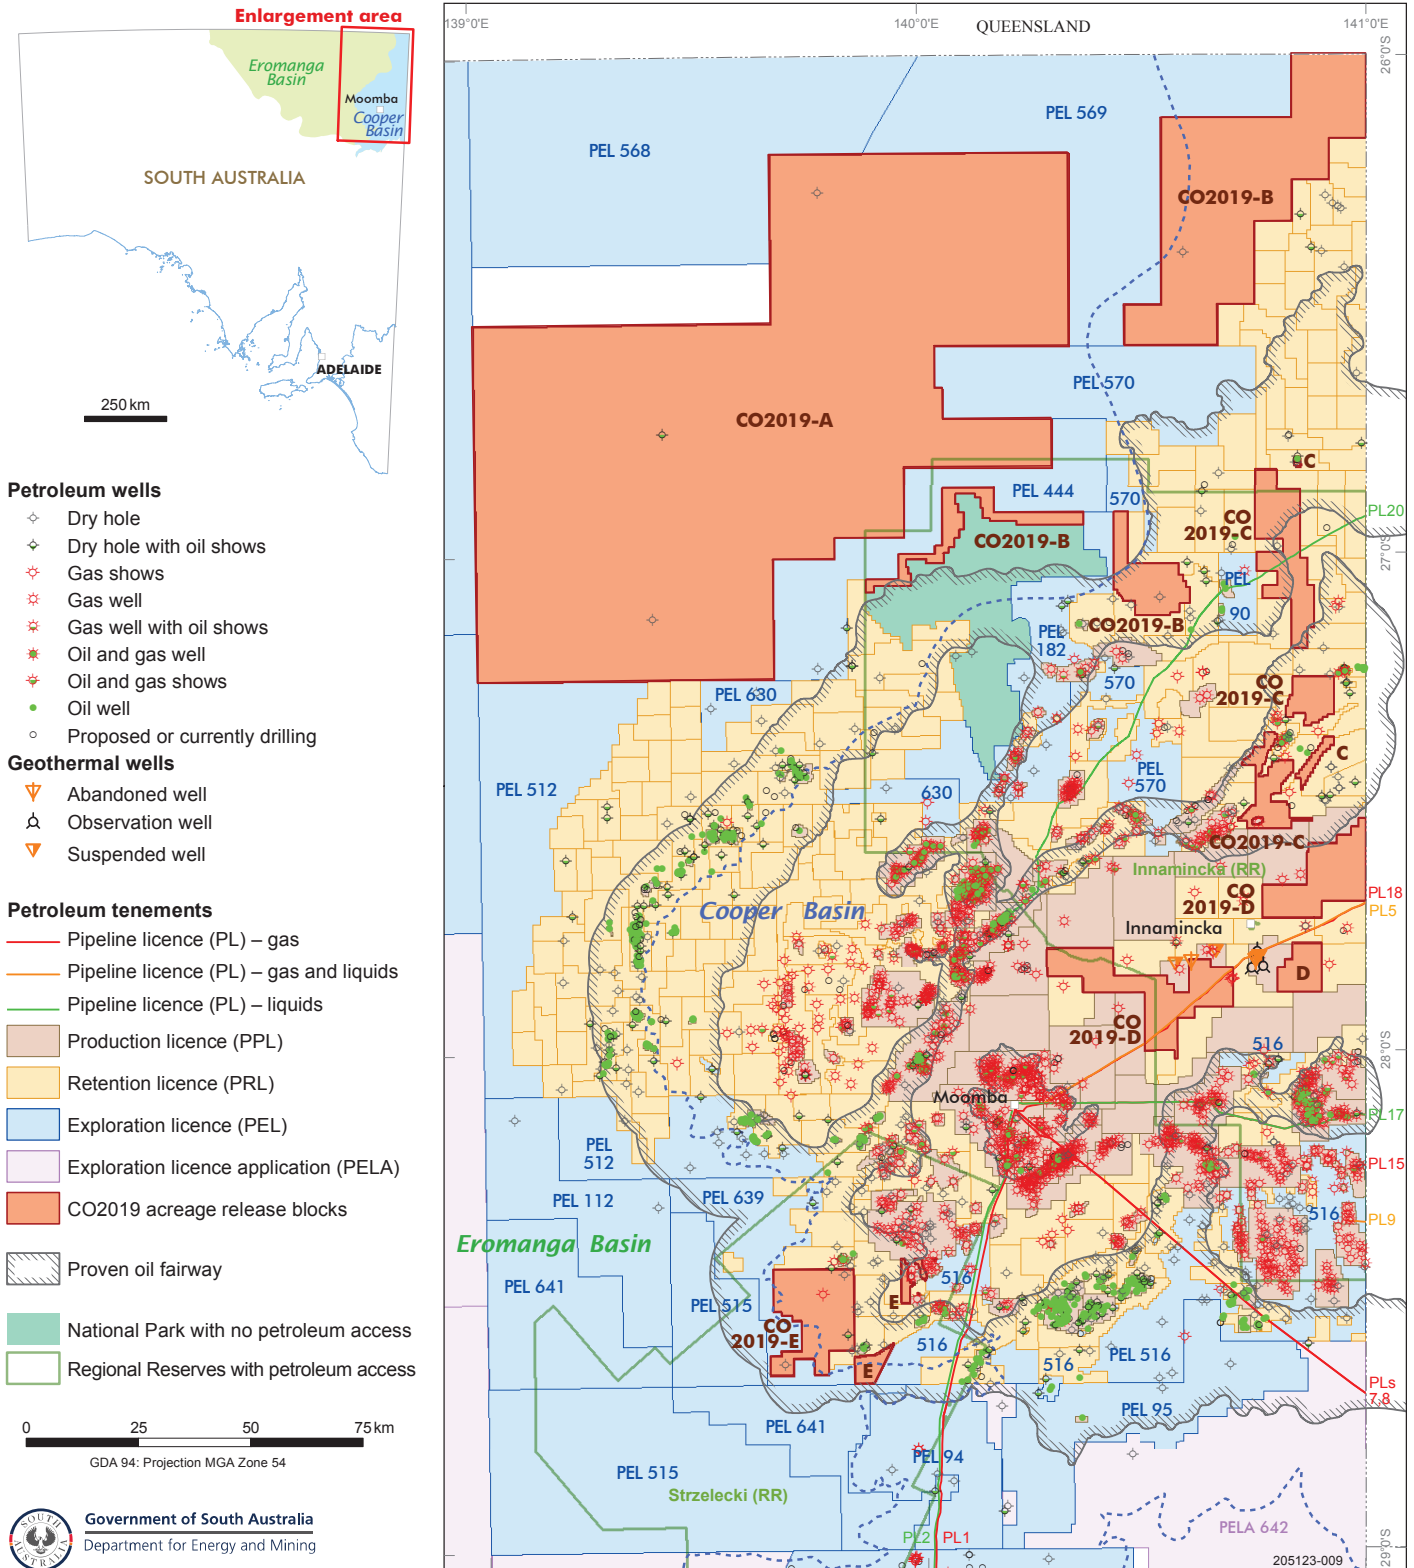 Enlargement area
Eromanga
Basin
Moomba
Cooper
Basin
SOUTH AUSTRALIA
ADELAIDE
250 km
Petroleum wells
Dry hole
Dry hole with oil shows
Gas shows
Gas well
Gas well with oil shows
Oil and gas well
Oil and gas shows
Oil well
Proposed or currently drilling
Geothermal wells
Abandoned well
Observation well
Suspended well
Petroleum tenements
Pipeline licence (PL) – gas
Pipeline licence (PL) – gas and liquids
Pipeline licence (PL) – liquids
Production licence (PPL)
Retention licence (PRL)
Exploration licence (PEL)
Exploration licence application (PELA)
CO2019 acreage release blocks
Proven oil fairway
National Park with no petroleum access
Regional Reserves with petroleum access
0 25 50 75 km
GDA 94: Projection MGA Zone 54
SOUTH
AUSTRALIA
Government of South Australia
Department for Energy and Mining
139°0'E
140°0'E
141°0'E
QUEENSLAND
26°0'S
PEL 569
PEL 568
CO2019-B
PEL 570
CO2019-A
C
PEL 444
570
CO
2019-C
PL20
27°0'S
CO2019-B
PEL
90
CO2019-B
PEL
182
570
CO
2019-C
PEL 630
C
PEL 512
PEL
570
630
CO2019-C
Innamincka (RR)
CO
2019-D
PL18
PL5
Cooper Basin
Innamincka
D
CO
2019-D
516
28°0'S
Moomba
PL17
PEL
512
PL15
PEL 112
PEL 639
516
PL9
Eromanga Basin
516
PEL 641
PEL 515
E
CO
2019-E
516
PEL 516
516
E
PLs
7,8
PEL 95
PEL 641
PEL 94
PEL 515
Strzelecki (RR)
PELA 642
PL2
PL1
29°0'S
205123-009